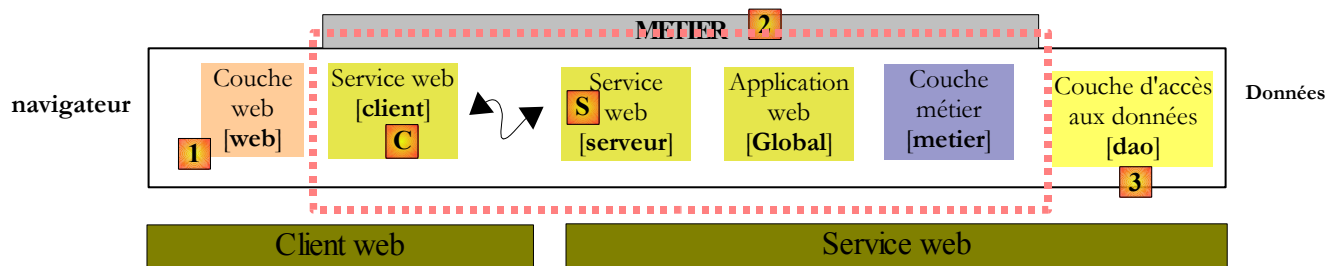 METIER 2
navigateur
Couche
web
[web]
1
Service web
[client]
C
Service
S web
[serveur]
Application
web
[Global]
Couche
métier
[metier]
Couche d'accès
aux données
[dao]
3
Données
Client web
Service web